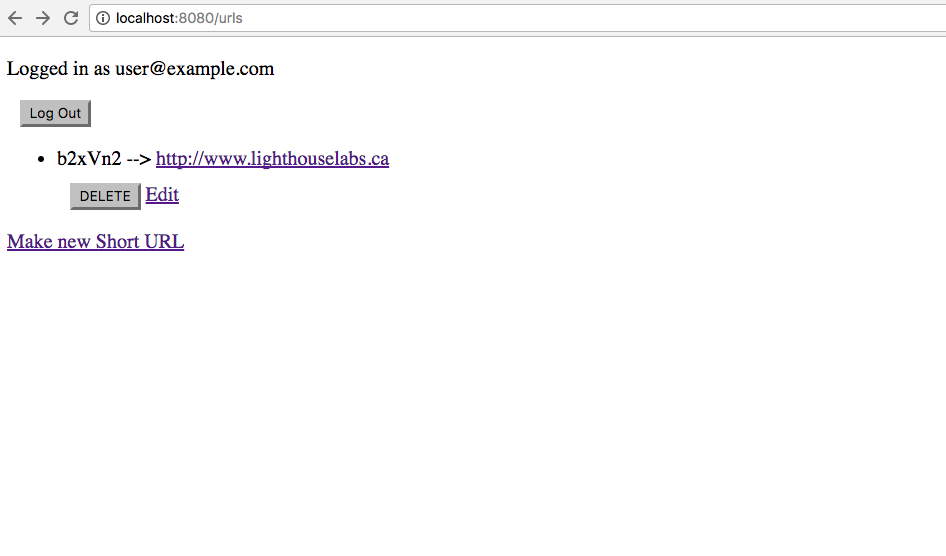 localhost:8080/urls
Logged in as user@example.com
Log Out
• b2xVn2 --> http://www.lighthouselabs.ca
DELETE Edit
Make new Short URL